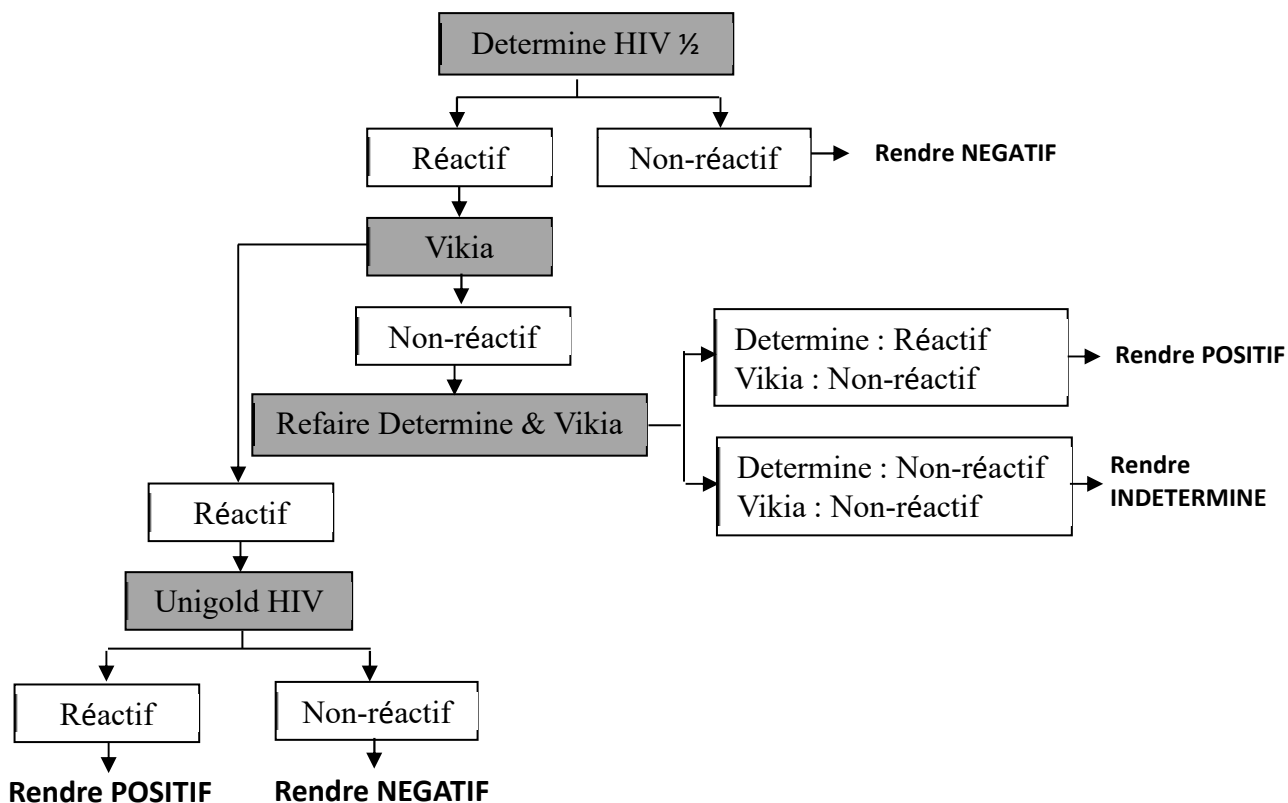 Determine HIV ½
Réactif
Non-réactif
Rendre NEGATIF
Vikia
Non-réactif
Determine : Réactif
Vikia : Non-réactif
Rendre POSITIF
Refaire Determine & Vikia
Determine : Non-réactif
Vikia : Non-réactif
Rendre
INDETERMINE
Réactif
Unigold HIV
Réactif
Non-réactif
Rendre POSITIF
Rendre NEGATIF